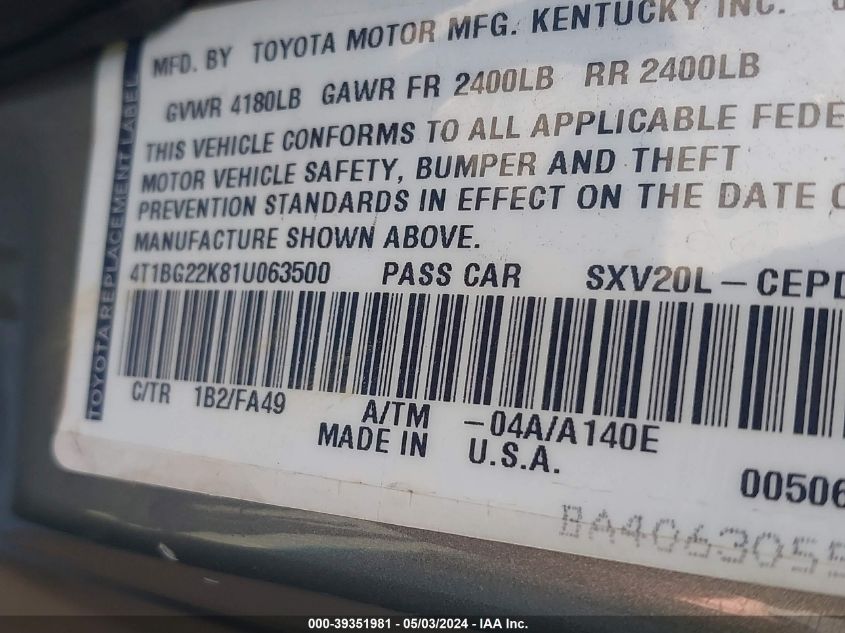 MFD. BY TOYOTA MOTOR MFG. KENTUCKY INC.
GVWR 4180LB GAWR FR 2400LB RR 2400LB
THIS VEHICLE CONFORMS TO ALL APPLICABLE FEDE
MOTOR VEHICLE SAFETY, BUMPER AND THEFT
PREVENTION STANDARDS IN EFFECT ON THE DATE O
MANUFACTURE SHOWN ABOVE.
4T1BG22K81U063500 PASS CAR SXV20L-CEPD
C/TR 1B2/FA49
A/TM -04A/A140E
MADE IN U.S.A.
00506
BA4063055
TOYOTA REPLACEMENT LABEL
000-39351981 - 05/03/2024 - IAA Inc.